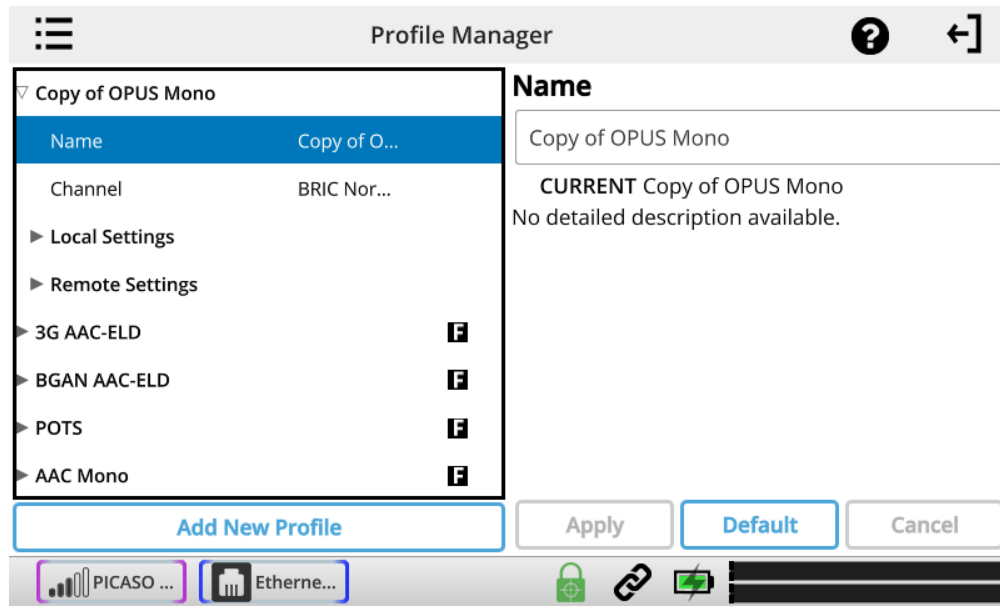 Profile Manager
?
Copy of OPUS Mono
Name Copy of O...
Channel BRIC Nor...
Local Settings
Remote Settings
3G AAC-ELD F
BGAN AAC-ELD F
POTS F
AAC Mono F
Add New Profile
Name
Copy of OPUS Mono
CURRENT Copy of OPUS Mono
No detailed description available.
Apply Default Cancel
PICASO ... Etherne...